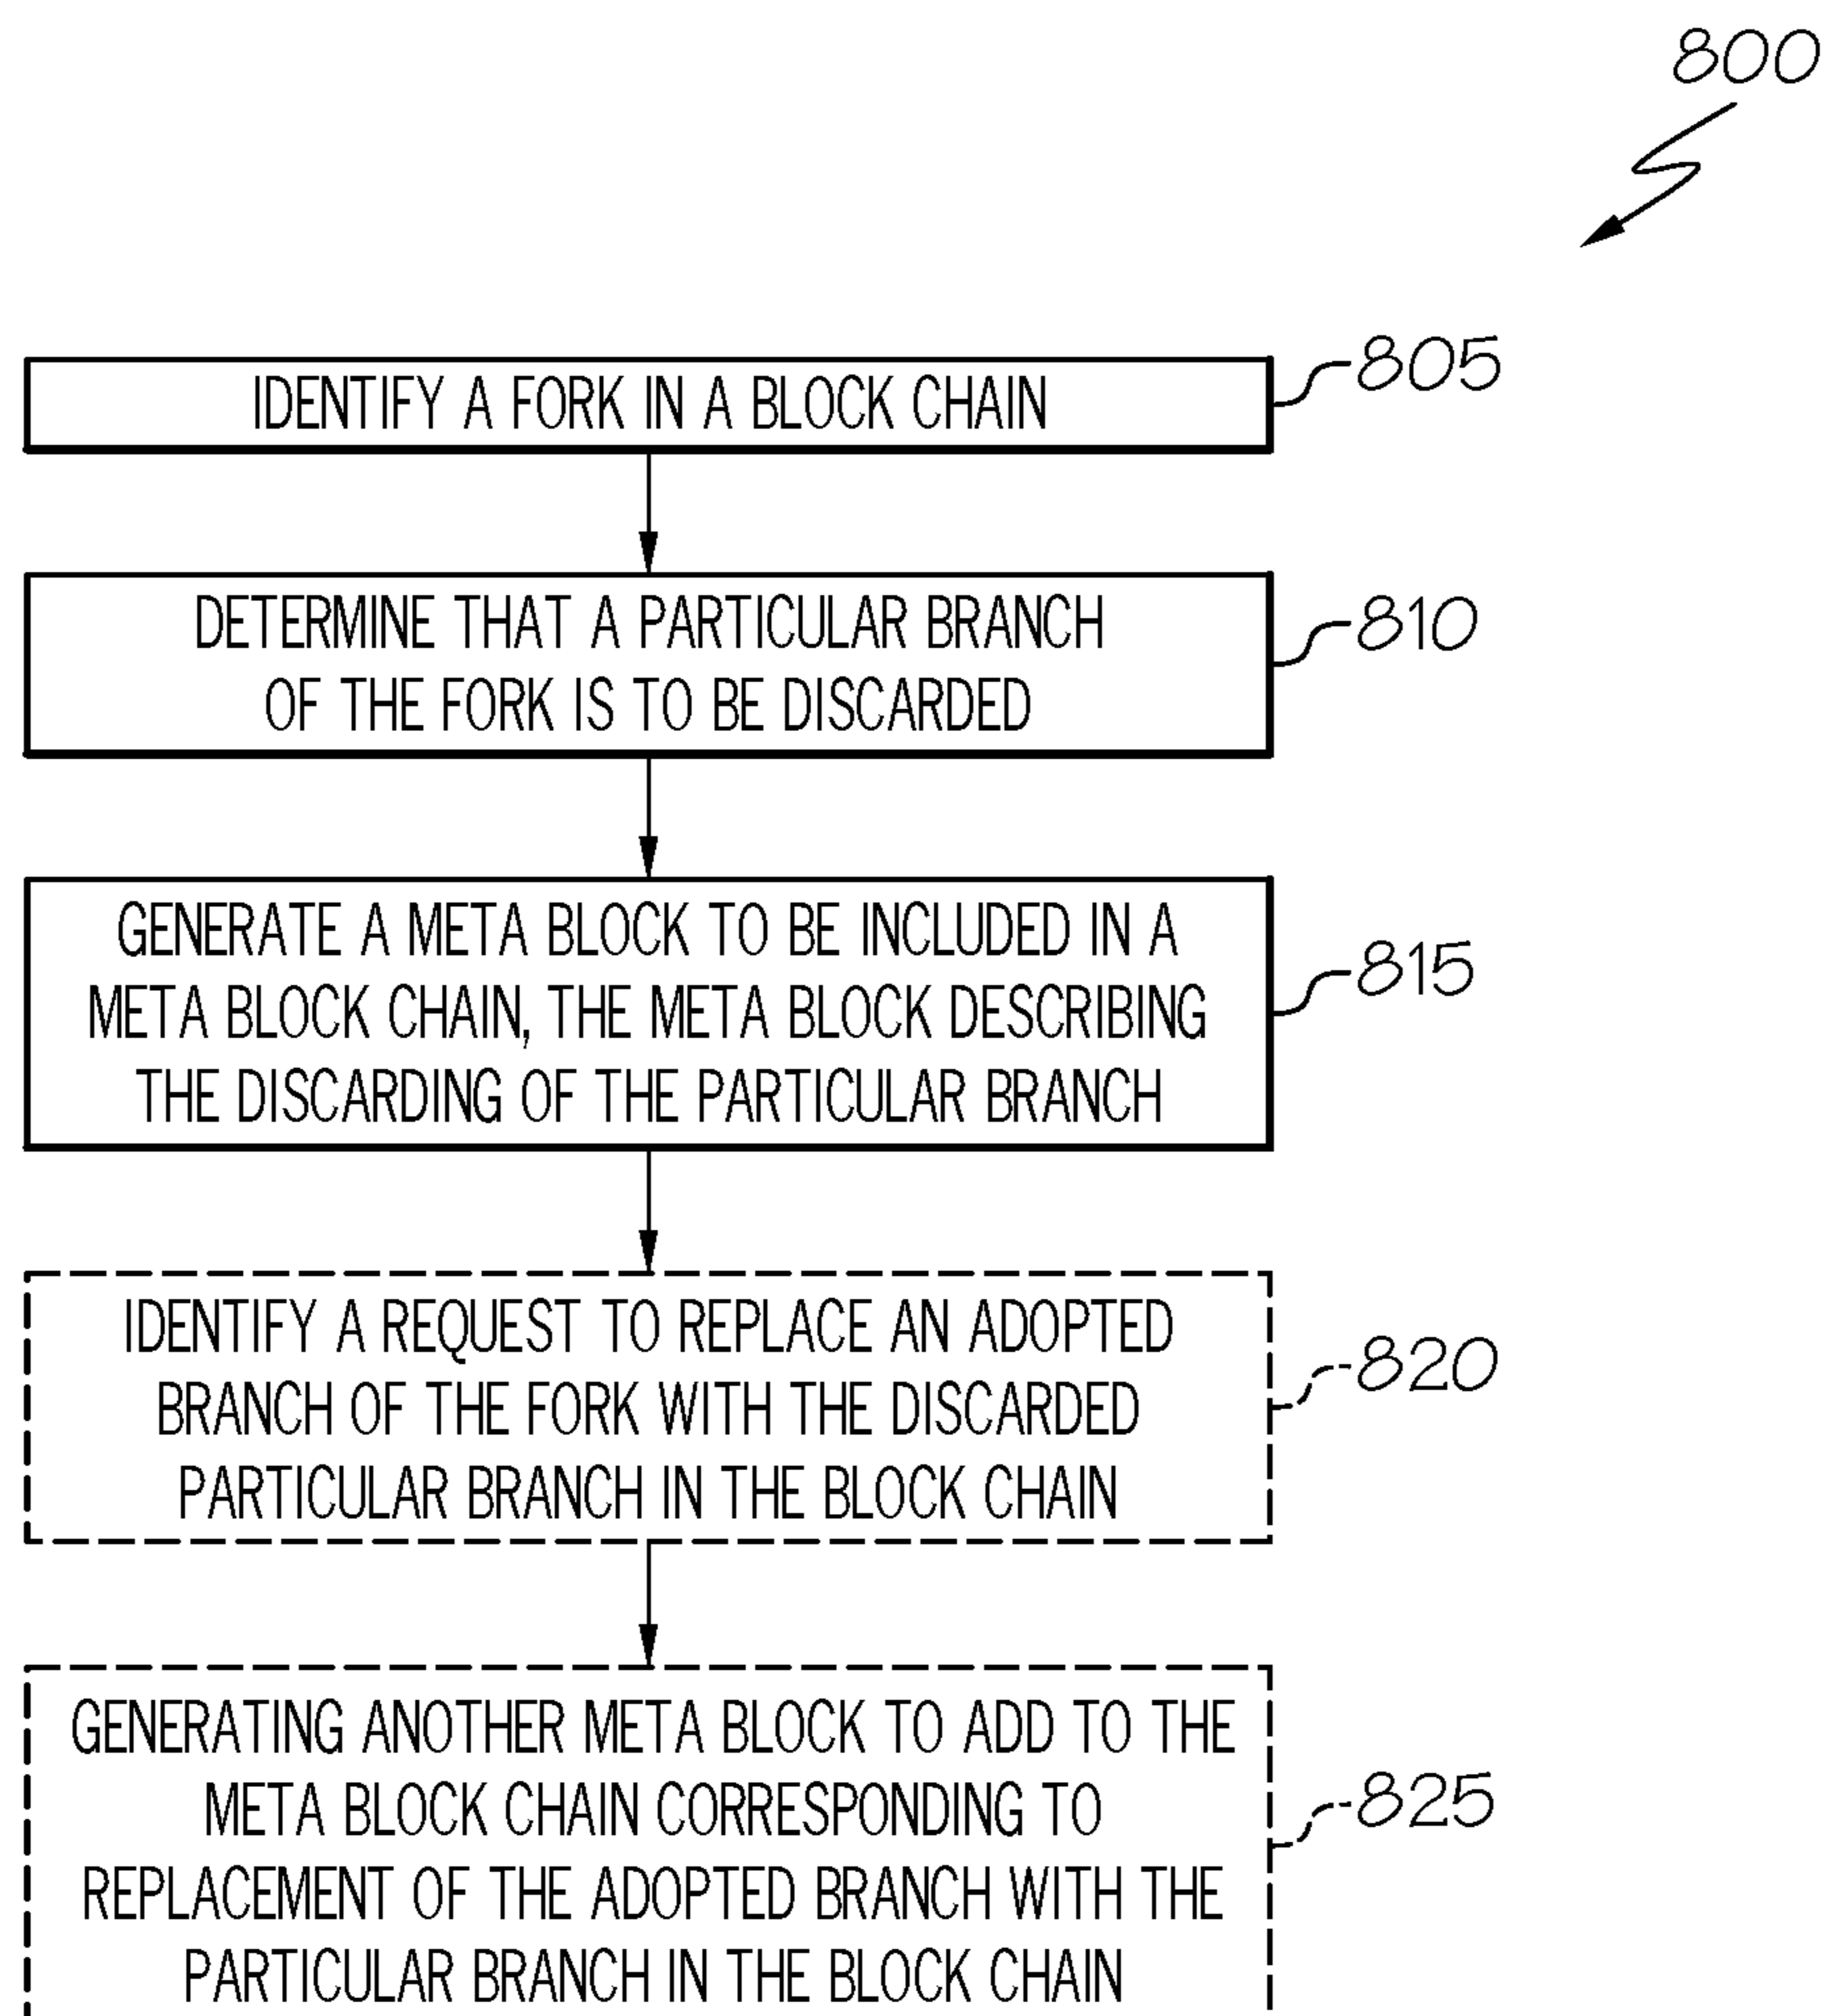 800
IDENTIFY A FORK IN A BLOCK CHAIN
805
DETERMINE THAT A PARTICULAR BRANCH
OF THE FORK IS TO BE DISCARDED
810
GENERATE A META BLOCK TO BE INCLUDED IN A
META BLOCK CHAIN, THE META BLOCK DESCRIBING
THE DISCARDING OF THE PARTICULAR BRANCH
815
IDENTIFY A REQUEST TO REPLACE AN ADOPTED
BRANCH OF THE FORK WITH THE DISCARDED
PARTICULAR BRANCH IN THE BLOCK CHAIN
820
GENERATING ANOTHER META BLOCK TO ADD TO THE
META BLOCK CHAIN CORRESPONDING TO
REPLACEMENT OF THE ADOPTED BRANCH WITH THE
PARTICULAR BRANCH IN THE BLOCK CHAIN
825